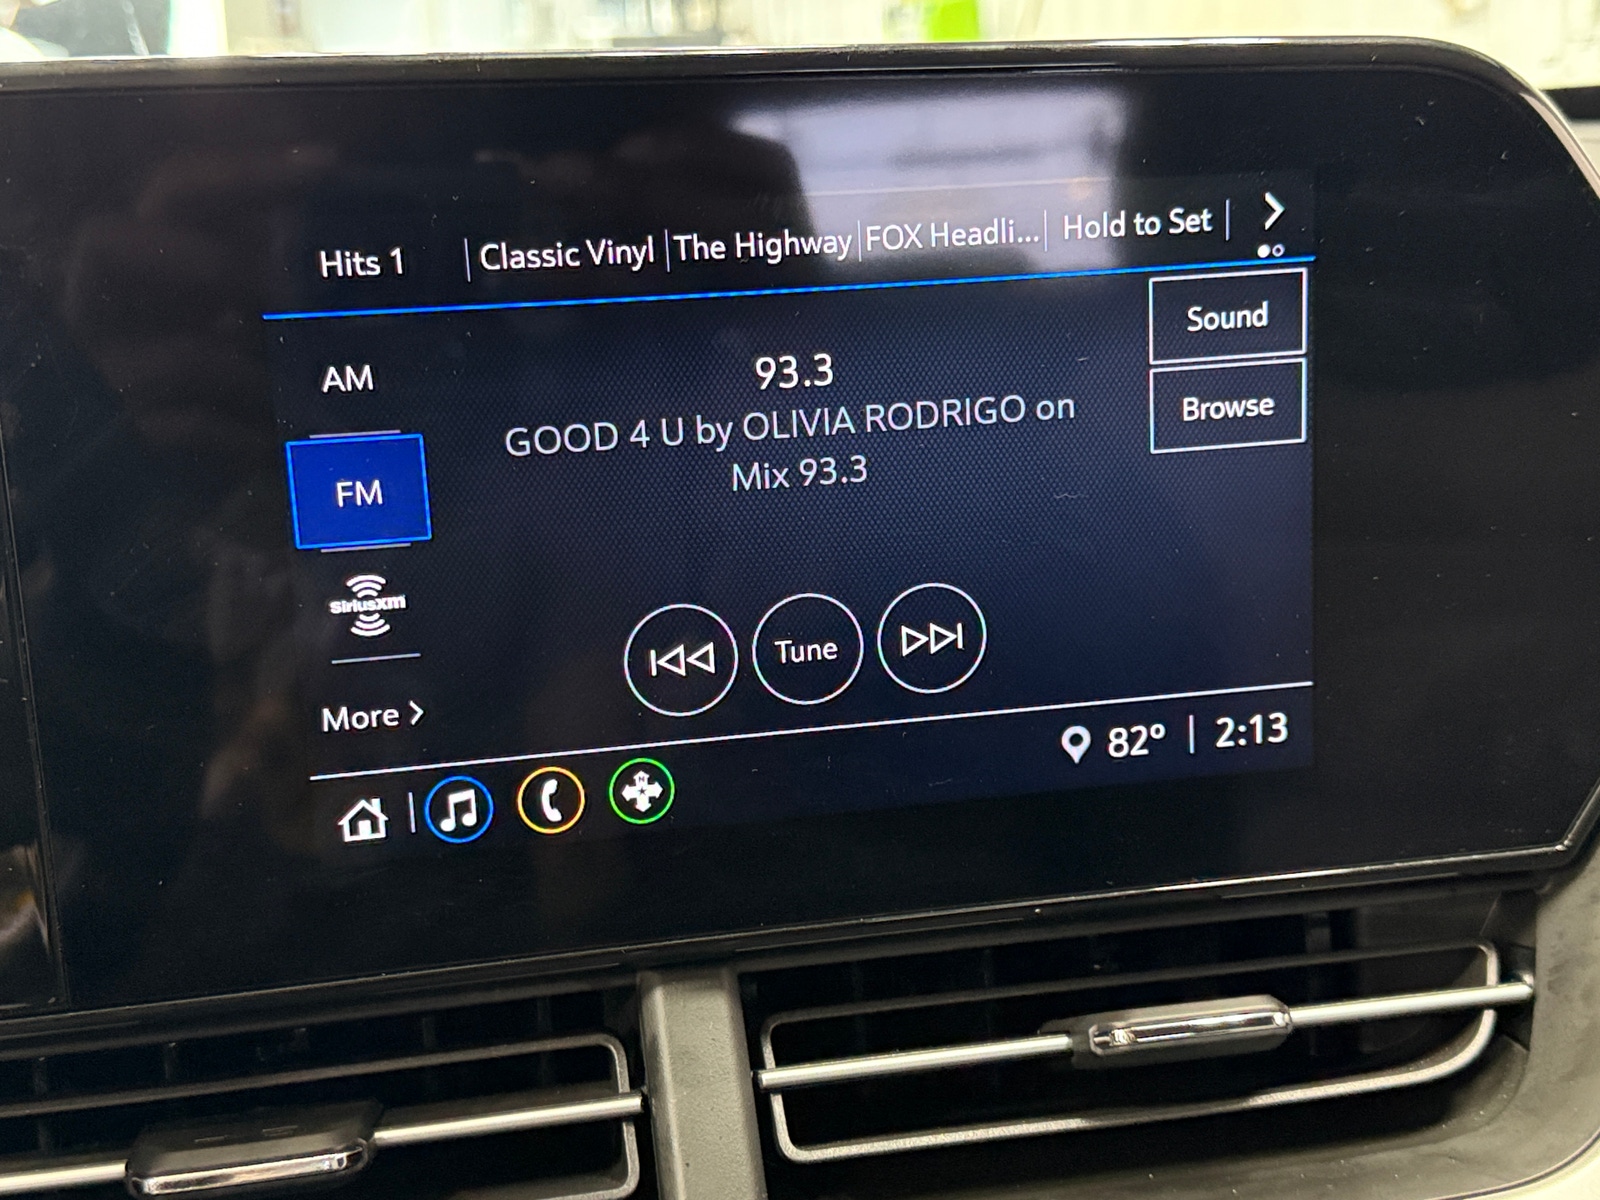 Hits 1 | Classic Vinyl | The Highway | FOX Headli... | Hold to Set |
Sound
AM
93.3
Browse
GOOD 4 U by OLIVIA RODRIGO on
Mix 93.3
FM
SiriusXM
Tune
More >
82° | 2:13
N